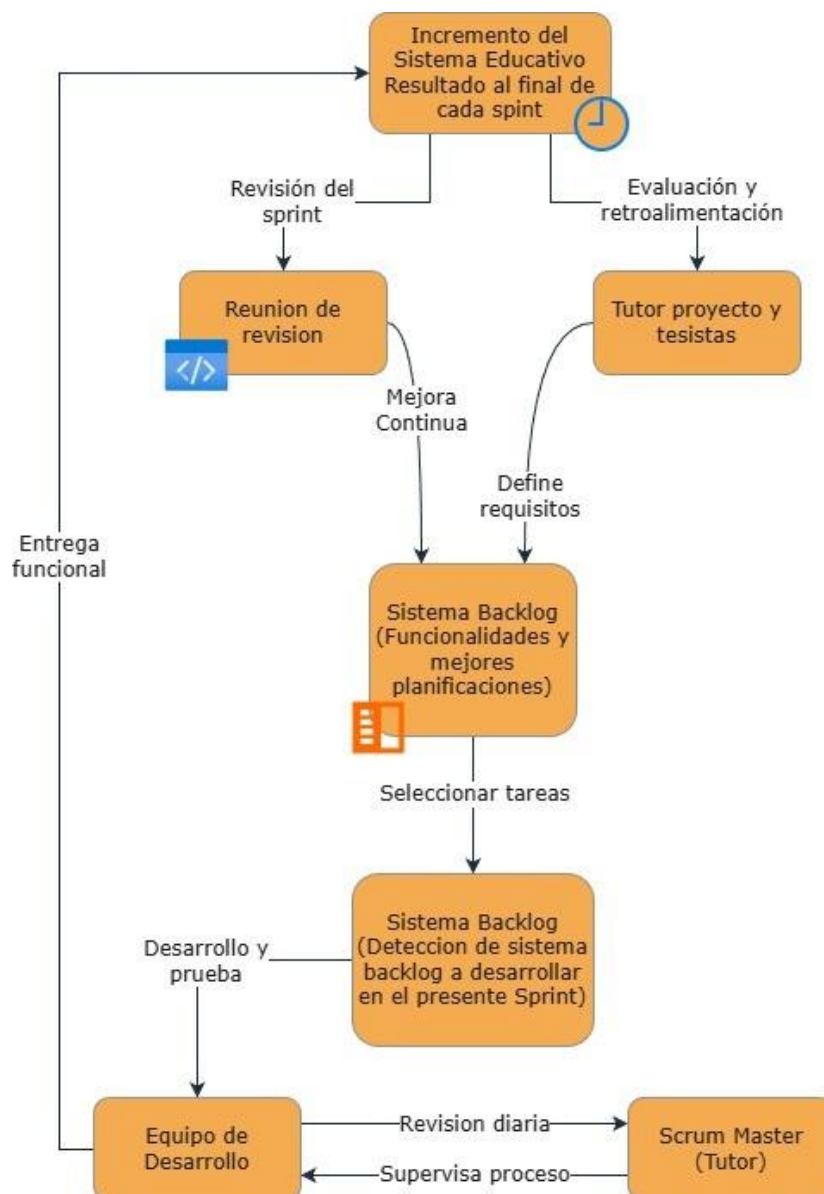 Incremento del
Sistema Educativo
Resultado al final de
cada spint
Revisión del
sprint
Evaluación y
retroalimentación
Reunion de
revision
</>
Tutor proyecto y
tesistas
Mejora
Continua
Define
requisitos
Entrega
funcional
Sistema Backlog
(Funcionalidades y
mejores
planificaciones)
Seleccionar tareas
Sistema Backlog
(Deteccion de sistema
backlog a desarrollar
en el presente Sprint)
Desarrollo y
prueba
Equipo de
Desarrollo
Revision diaria
Supervisa proceso
Scrum Master
(Tutor)